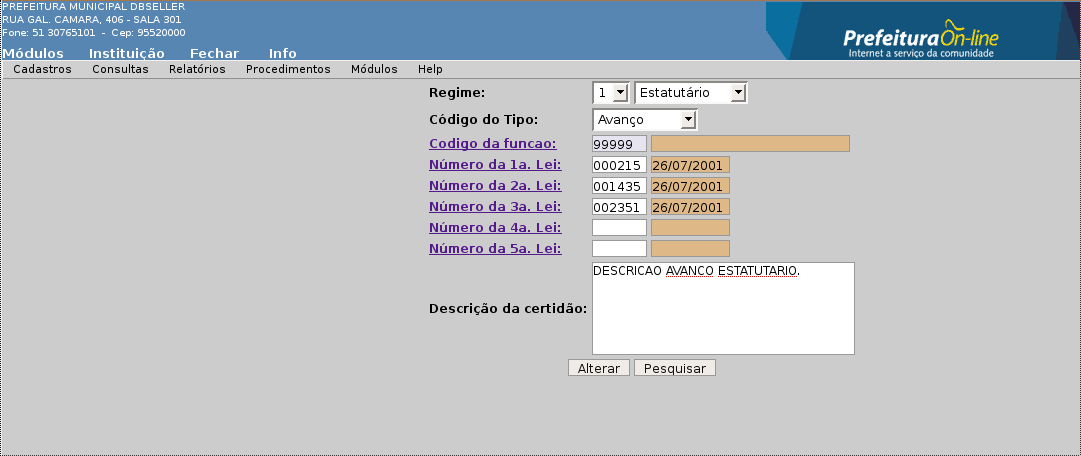 PREFEITURA MUNICIPAL DBSELLER
RUA GAL. CAMARA, 406 - SALA 301
Fone: 51 30765101 - Cep: 95520000
PrefeituraOn-line
Internet a serviço da comunidade
Módulos Instituição Fechar Info
Cadastros Consultas Relatórios Procedimentos Módulos Help
Regime: 1 Estatutário
Código do Tipo: Avanço
Codigo da funcao: 99999
Número da 1a. Lei: 000215 26/07/2001
Número da 2a. Lei: 001435 26/07/2001
Número da 3a. Lei: 002351 26/07/2001
Número da 4a. Lei:
Número da 5a. Lei:
DESCRICAO AVANCO ESTATUTARIO.
Descrição da certidão:
Alterar Pesquisar